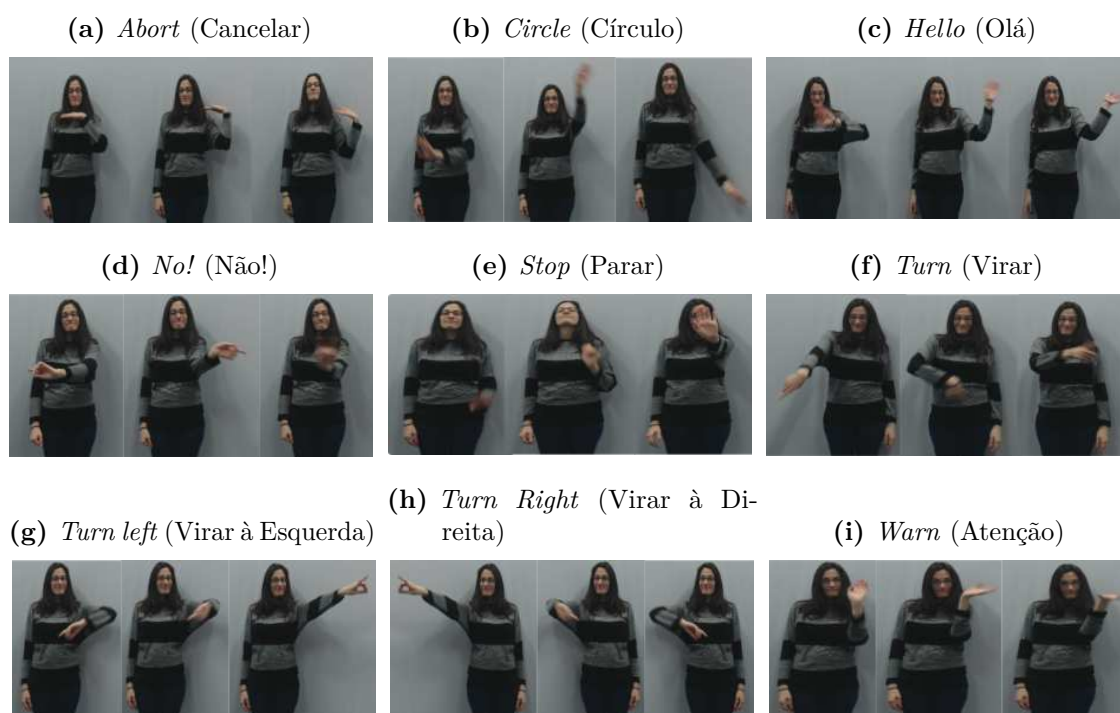 (a) Abort (Cancelar)
(b) Circle (Círculo)
(c) Hello (Olá)
(d) No! (Não!)
(e) Stop (Parar)
(f) Turn (Virar)
(g) Turn left (Virar à Esquerda)
(h) Turn Right (Virar à Di-
reita)
(i) Warn (Atenção)